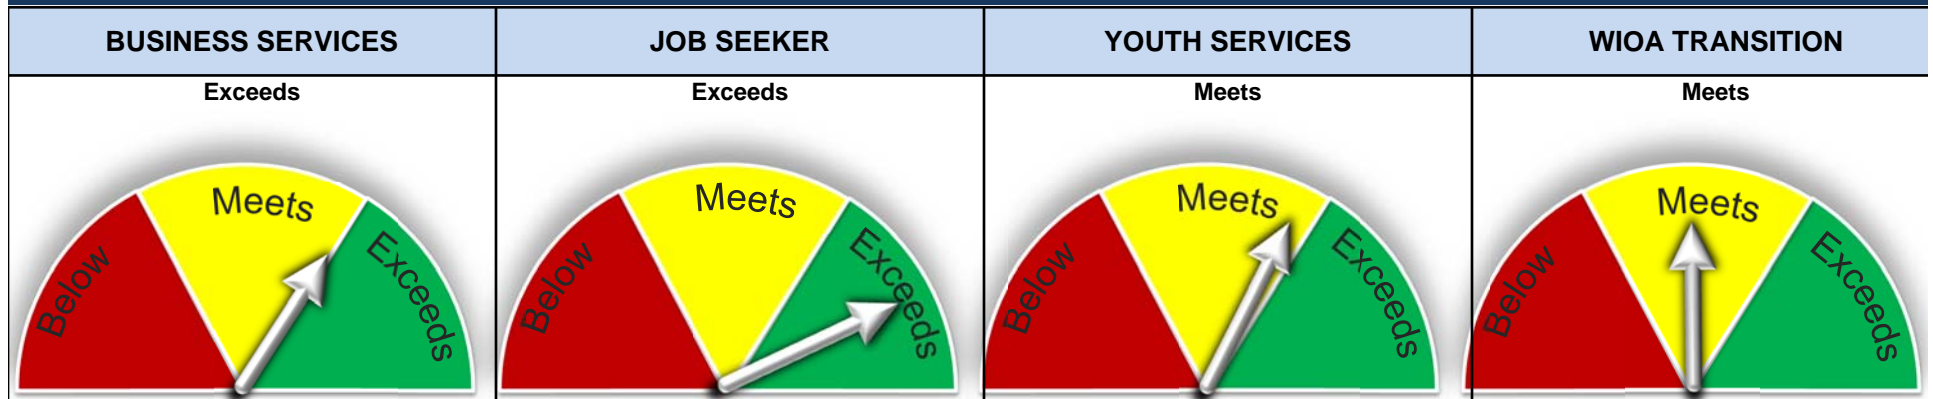 BUSINESS SERVICES
JOB SEEKER
YOUTH SERVICES
WIOA TRANSITION
Exceeds
Exceeds
Meets
Meets
Below
Meets
Exceeds
Below
Meets
Exceeds
Below
Meets
Exceeds
Below
Meets
Exceeds